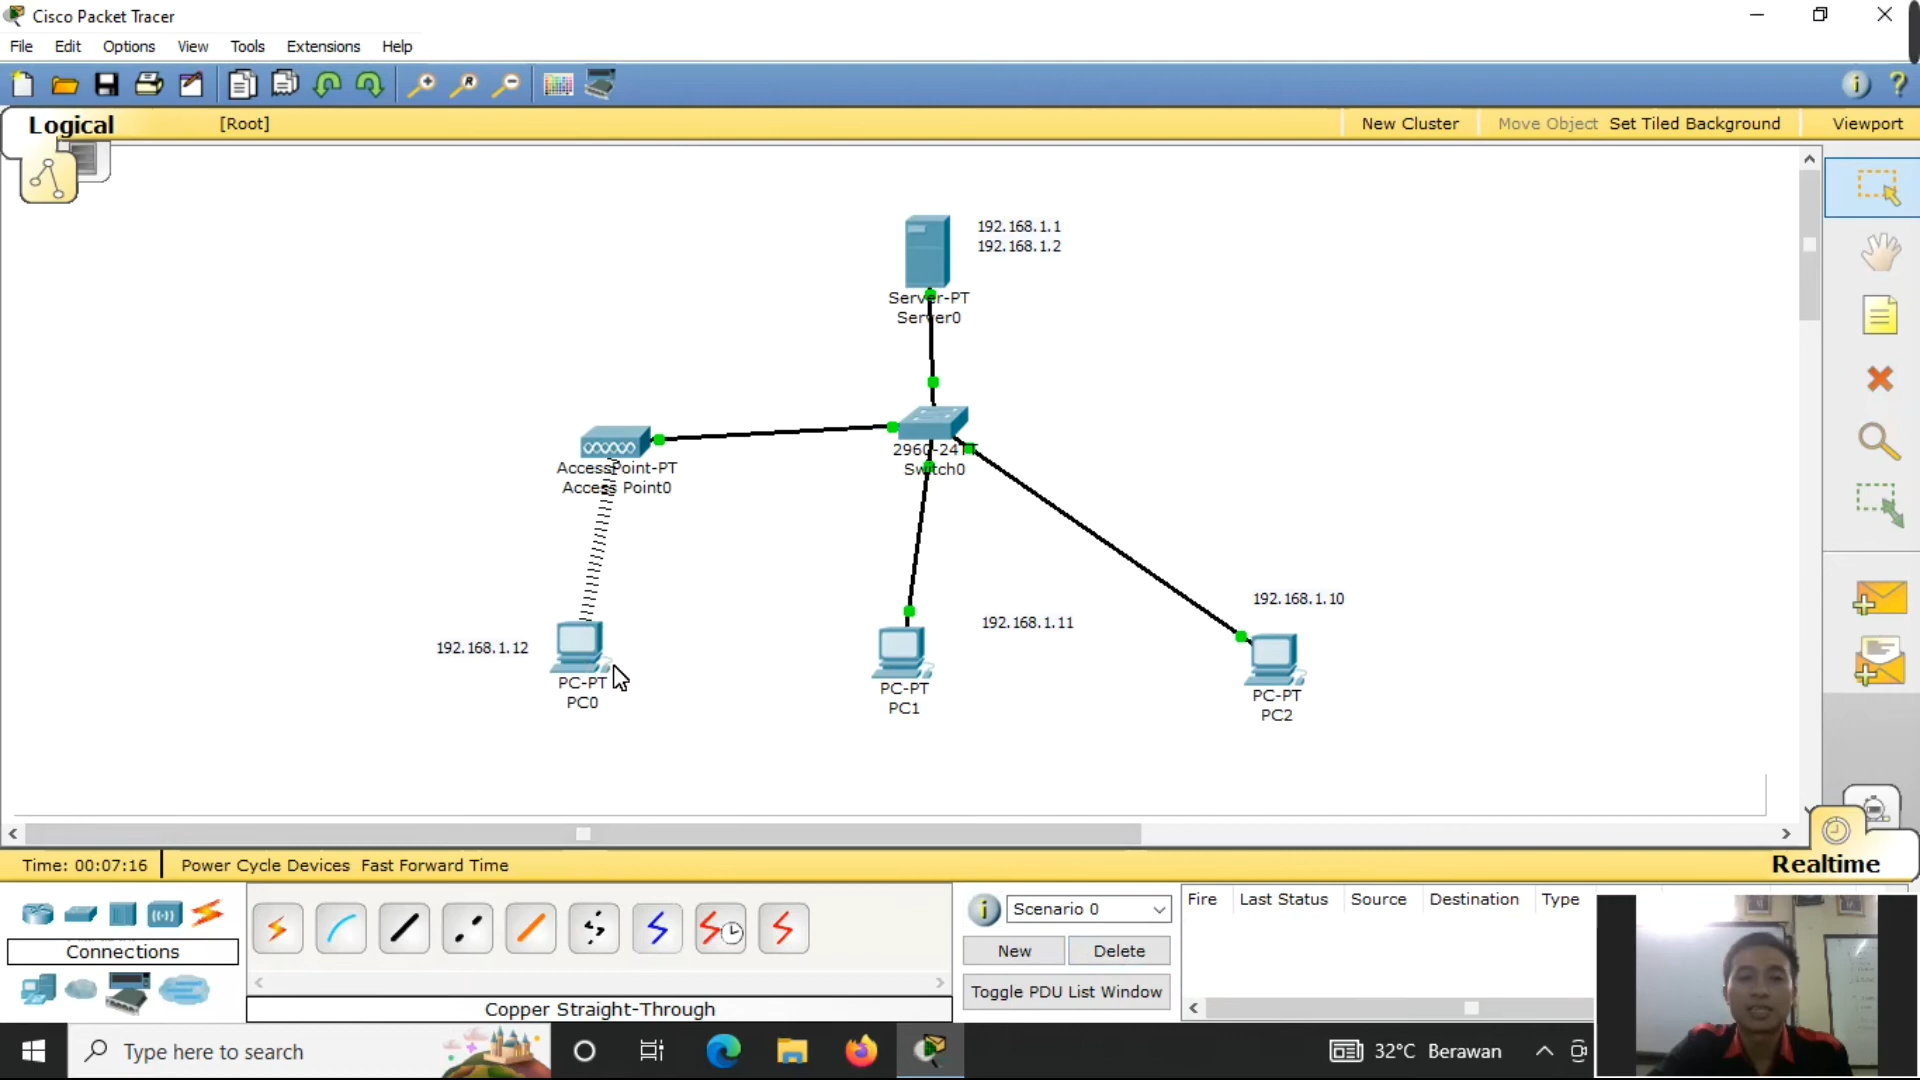 Cisco Packet Tracer
File Edit Options View Tools Extensions Help
Logical [Root] New Cluster Move Object Set Tiled Background Viewport
192.168.1.1
192.168.1.2
Server-PT
Server0
AccessPoint-PT
Access Point0
2960-24TT
Switch0
192.168.1.12
PC-PT
PC0
192.168.1.11
PC-PT
PC1
192.168.1.10
PC-PT
PC2
Time: 00:07:16 Power Cycle Devices Fast Forward Time Realtime
Connections
Copper Straight-Through
Scenario 0
New Delete
Toggle PDU List Window
Fire Last Status Source Destination Type
Type here to search
32°C Berawan